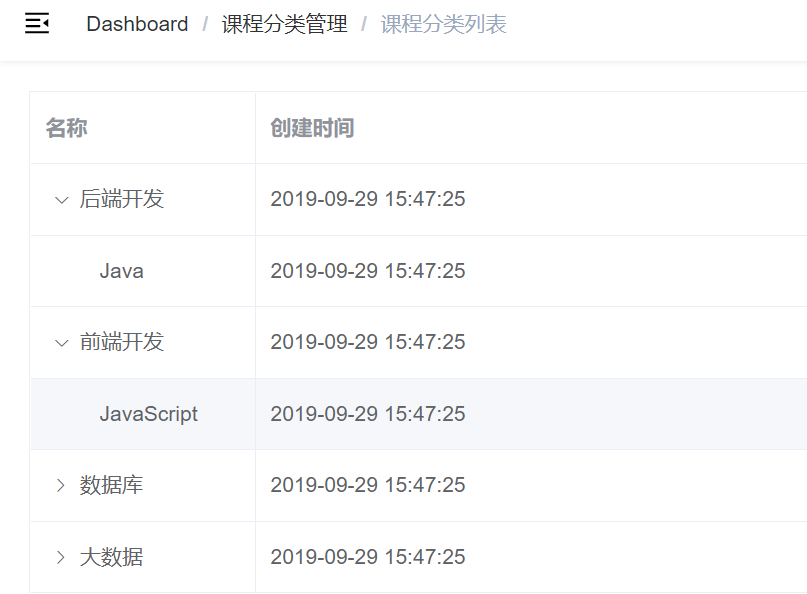 Dashboard / 课程分类管理 / 课程分类列表
名称 创建时间
后端开发 2019-09-29 15:47:25
Java 2019-09-29 15:47:25
前端开发 2019-09-29 15:47:25
JavaScript 2019-09-29 15:47:25
数据库 2019-09-29 15:47:25
大数据 2019-09-29 15:47:25